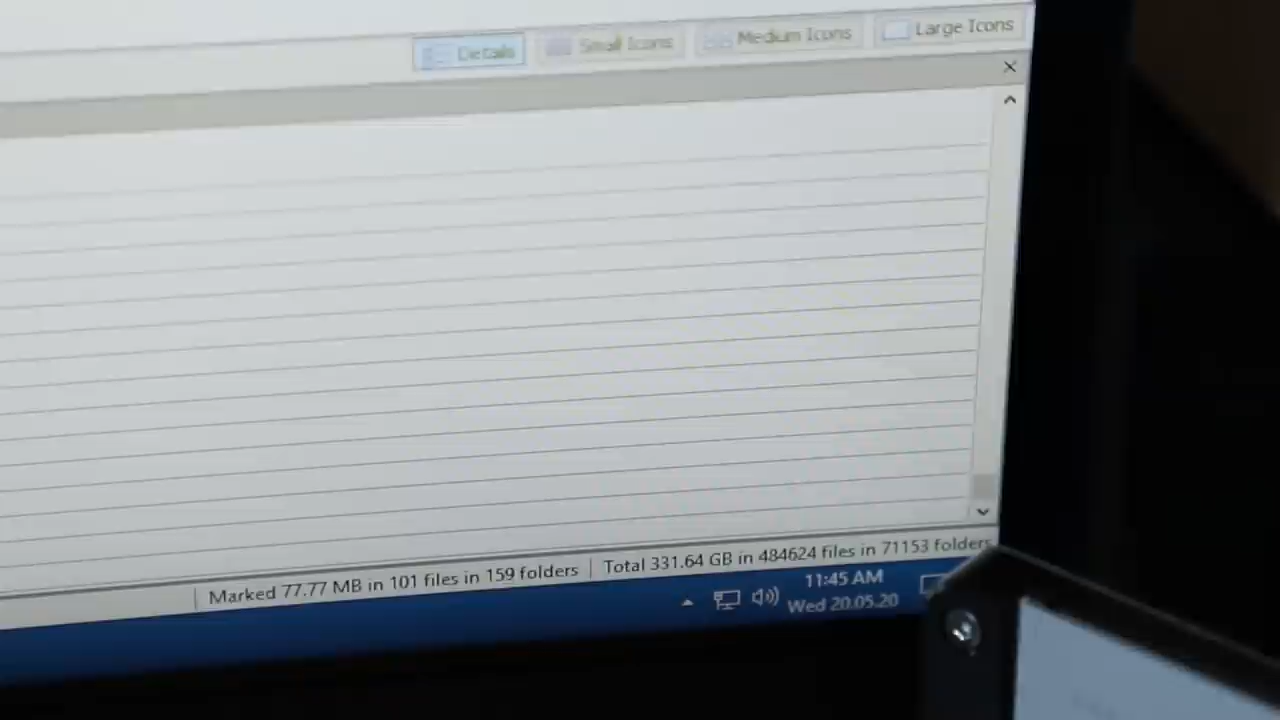 Details Small Icons Medium Icons Large Icons
Marked 77.77 MB in 101 files in 159 folders Total 331.64 GB in 484624 files in 71153 folders
11:45 AM
Wed 20.05.20